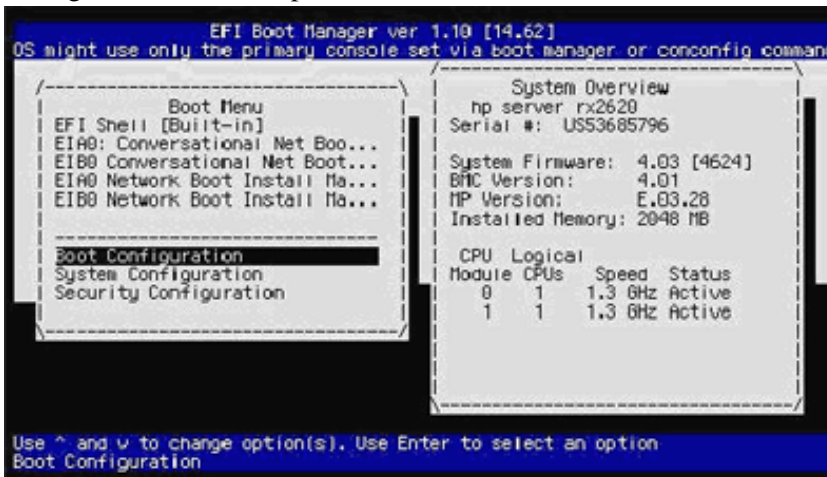 EFI Boot Manager ver 1.10 [14.62]
OS might use only the primary console set via boot manager or conconfig comman
Boot Menu
EFI Shell [Built-in]
EIA0: Conversational Net Boo...
EIB0 Conversational Net Boot...
EIA0 Network Boot Install Ma...
EIB0 Network Boot Install Ma...
Boot Configuration
System Configuration
Security Configuration
System Overview
hp server rx2620
Serial #: US53685796
System Firmware: 4.03 [4624]
BMC Version: 4.01
MP Version: E.03.28
Installed Memory: 2048 MB
CPU Logical
Module CPUs Speed Status
0 1 1.3 GHz Active
1 1 1.3 GHz Active
Use ^ and v to change option(s). Use Enter to select an option
Boot Configuration